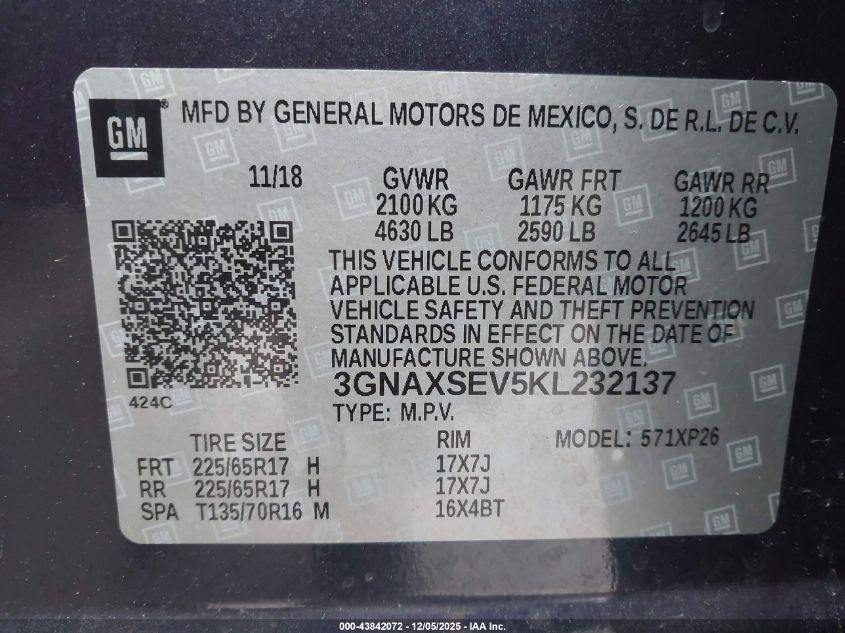 GM
MFD BY GENERAL MOTORS DE MEXICO, S. DE R.L. DE C.V.
11/18 GVWR GAWR FRT GAWR RR
2100 KG 1175 KG 1200 KG
4630 LB 2590 LB 2645 LB
THIS VEHICLE CONFORMS TO ALL
APPLICABLE U.S. FEDERAL MOTOR
VEHICLE SAFETY AND THEFT PREVENTION
STANDARDS IN EFFECT ON THE DATE OF
MANUFACTURE SHOWN ABOVE.
3GNAXSEV5KL232137
424C
TYPE: M.P.V.
TIRE SIZE RIM MODEL: 571XP26
FRT 225/65R17 H 17X7J
RR 225/65R17 H 17X7J
SPA T135/70R16 M 16X4BT
000-43842072 - 12/05/2025 - IAA Inc.